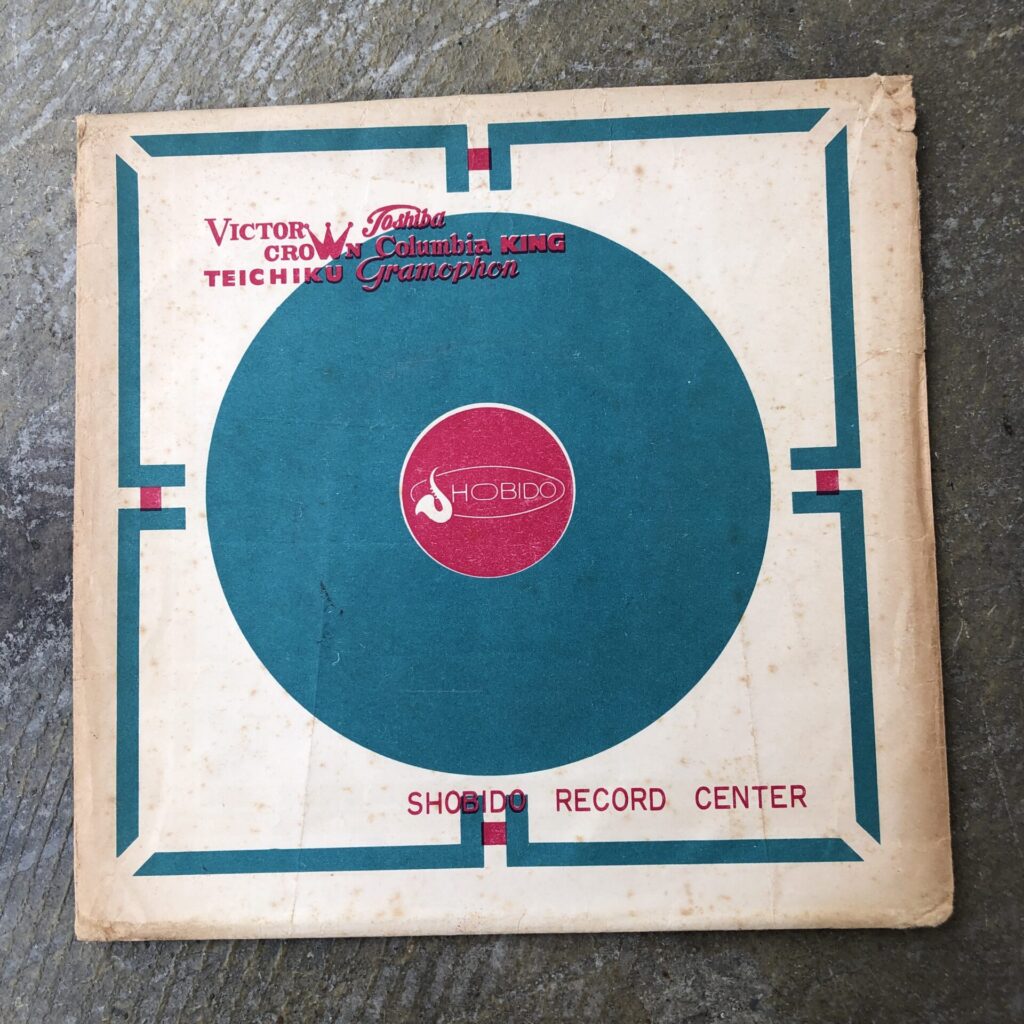 VICTOR Toshiba
CROWN Columbia KING
TEICHIKU Gramophon
SHOBIDO
SHOBIDO RECORD CENTER